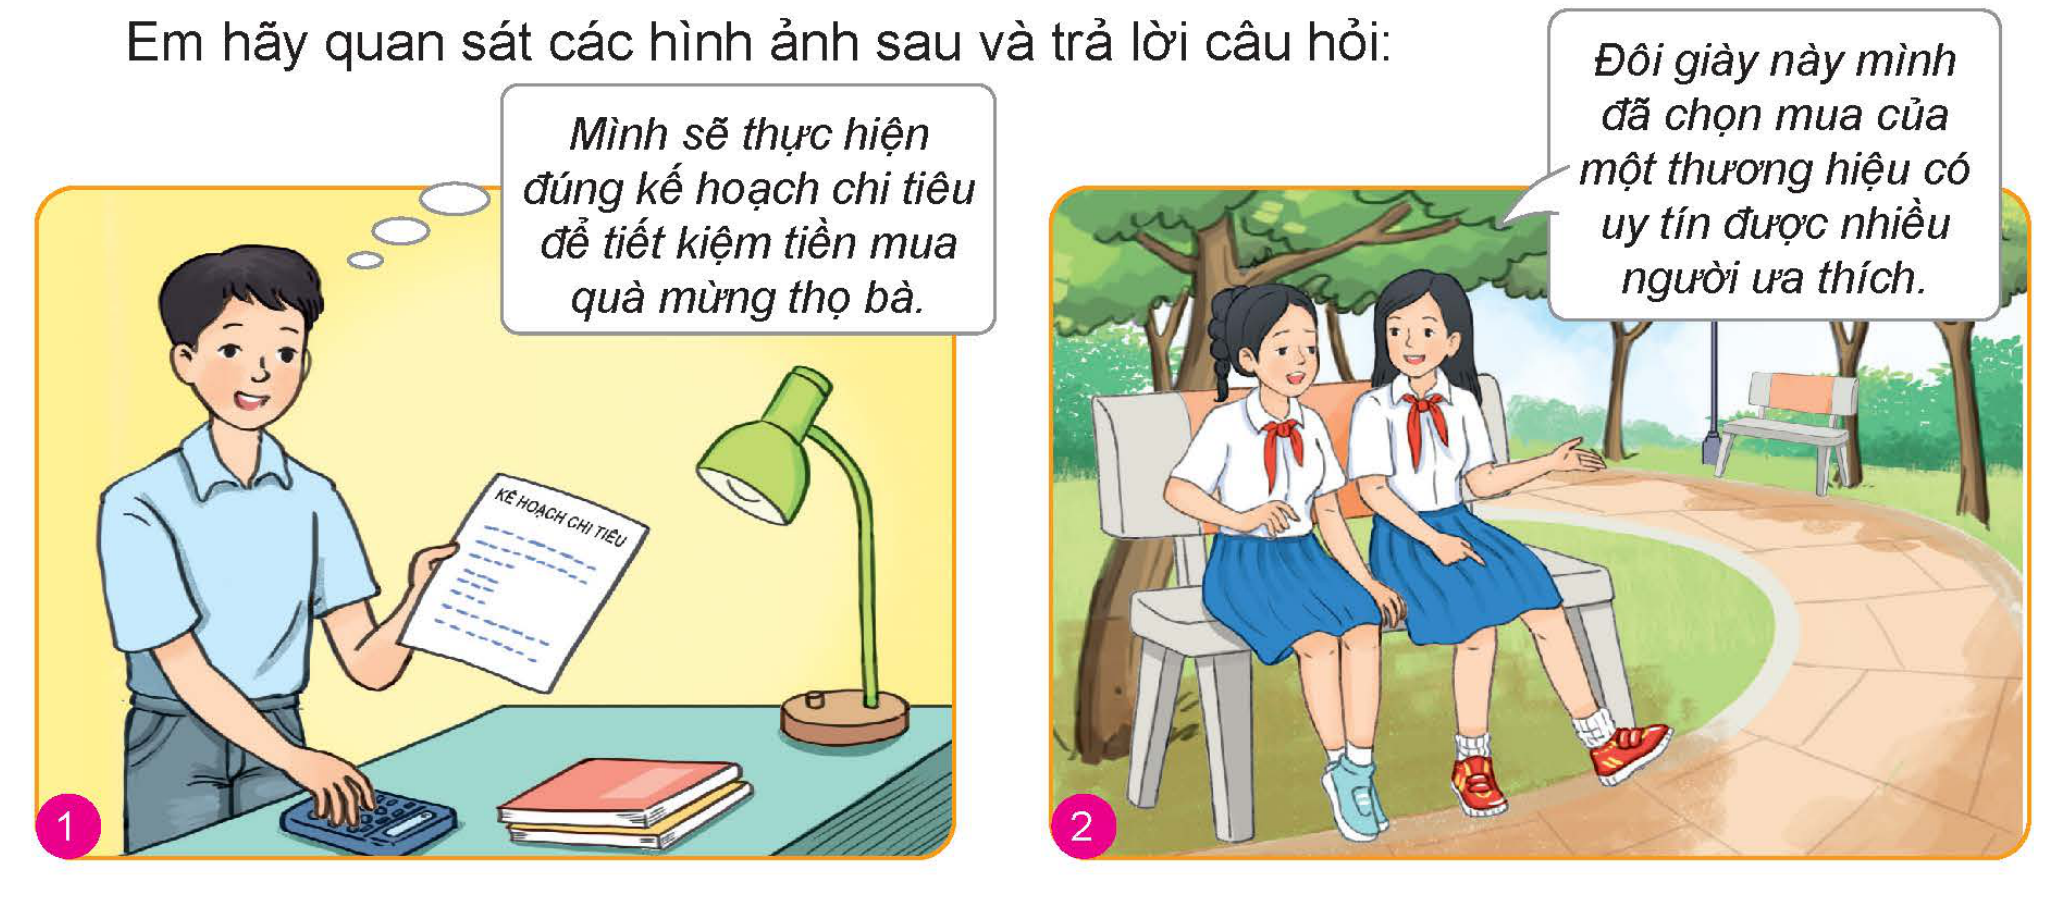 Em hãy quan sát các hình ảnh sau và trả lời câu hỏi:
Mình sẽ thực hiện
đúng kế hoạch chi tiêu
để tiết kiệm tiền mua
quà mừng thọ bà.
KẾ HOẠCH CHI TIÊU
1
Đôi giày này mình
đã chọn mua của
một thương hiệu có
uy tín được nhiều
người ưa thích.
2